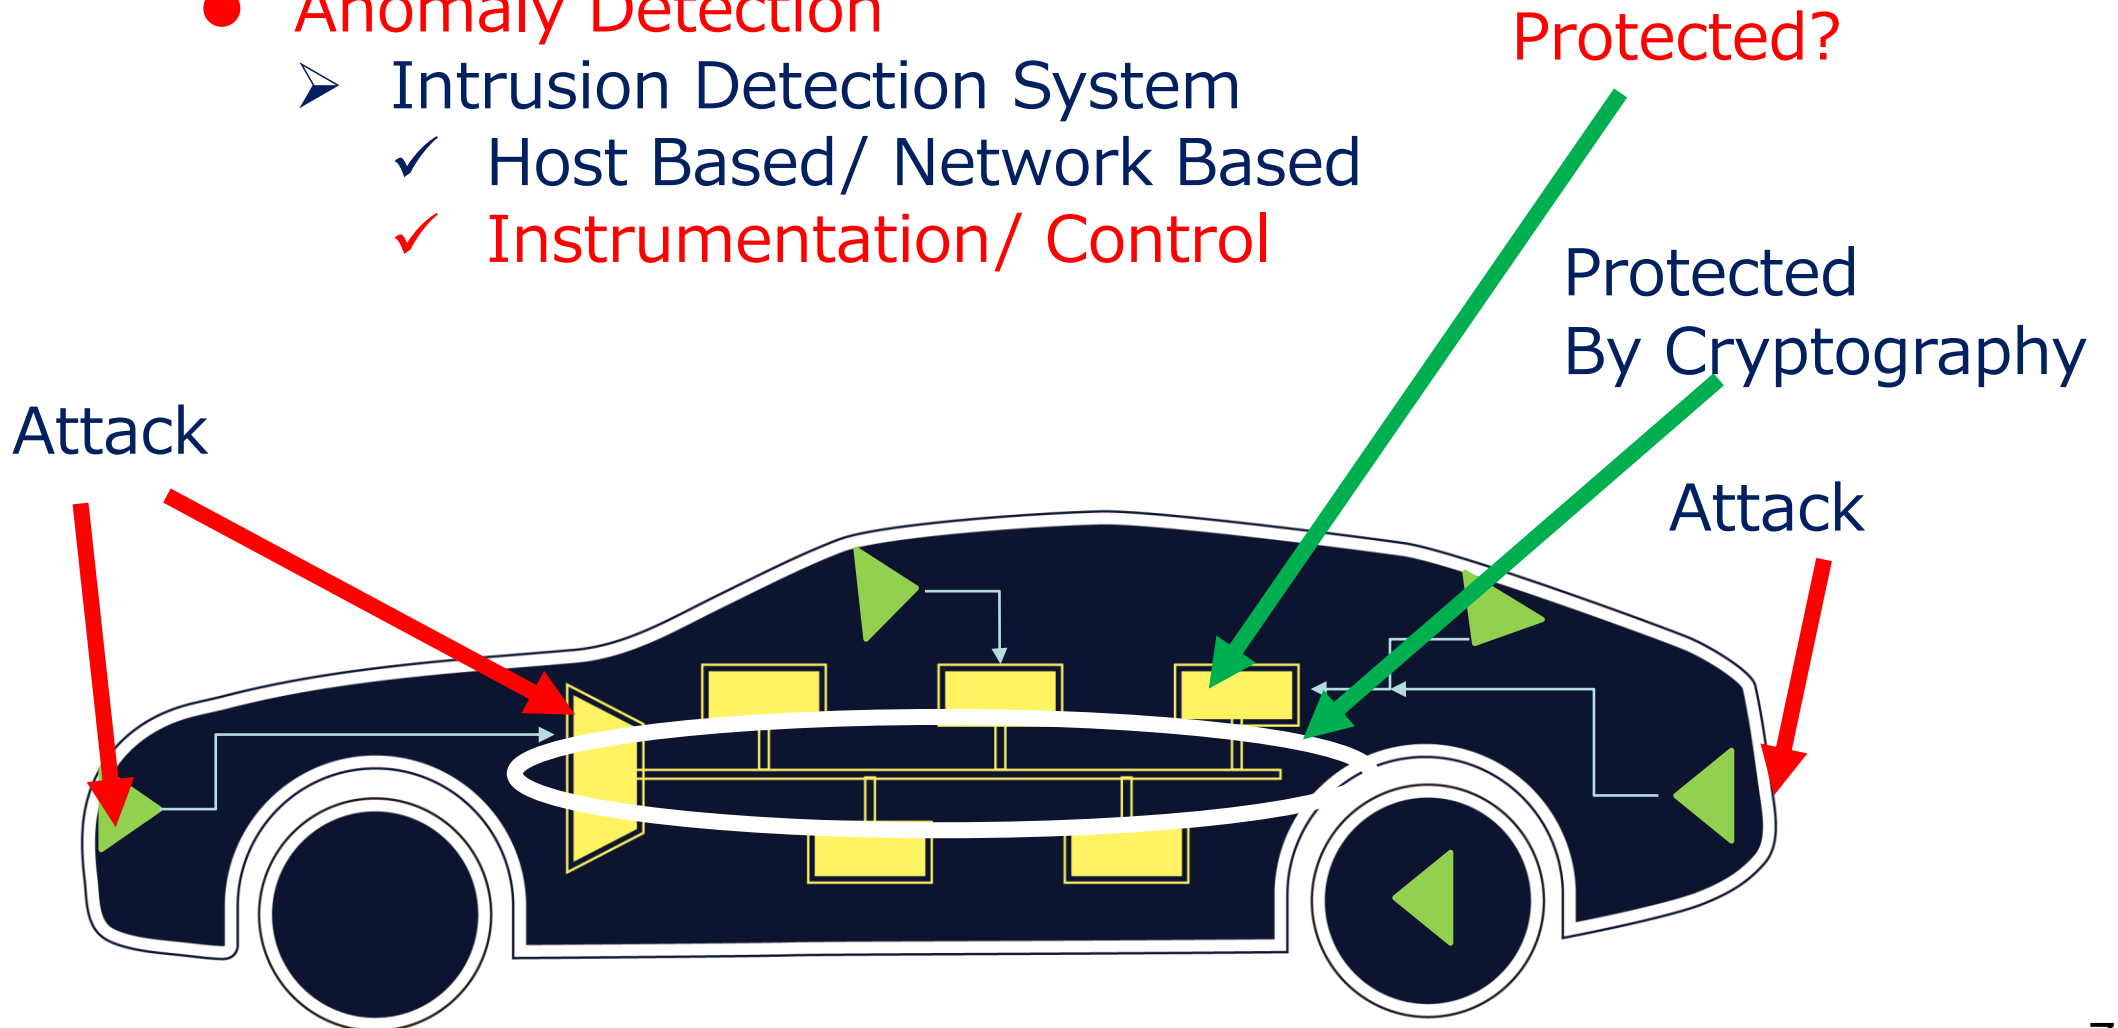 Anomaly Detection
Intrusion Detection System
Host Based/ Network Based
Instrumentation/ Control
Protected?
Protected
By Cryptography
Attack
Attack